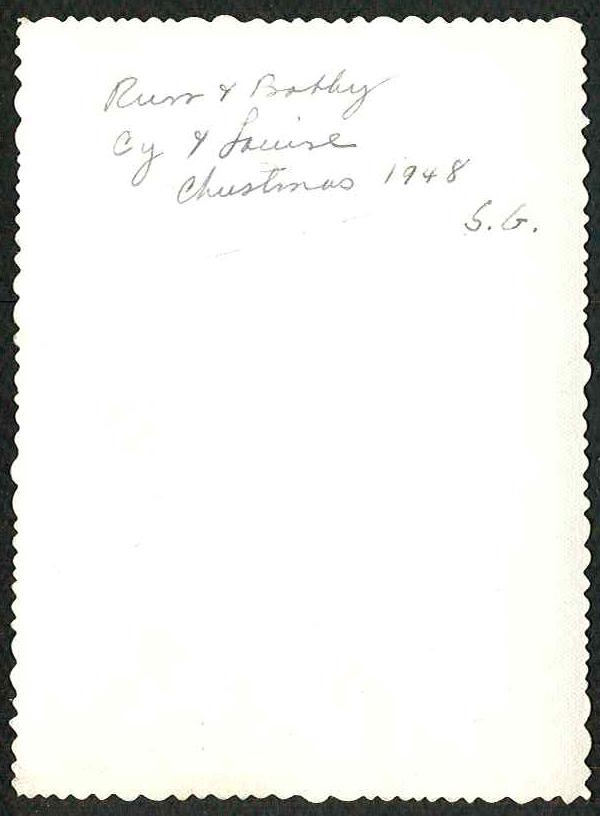 Russ & Bobby
Cy & Louise
Christmas 1948
S. G.